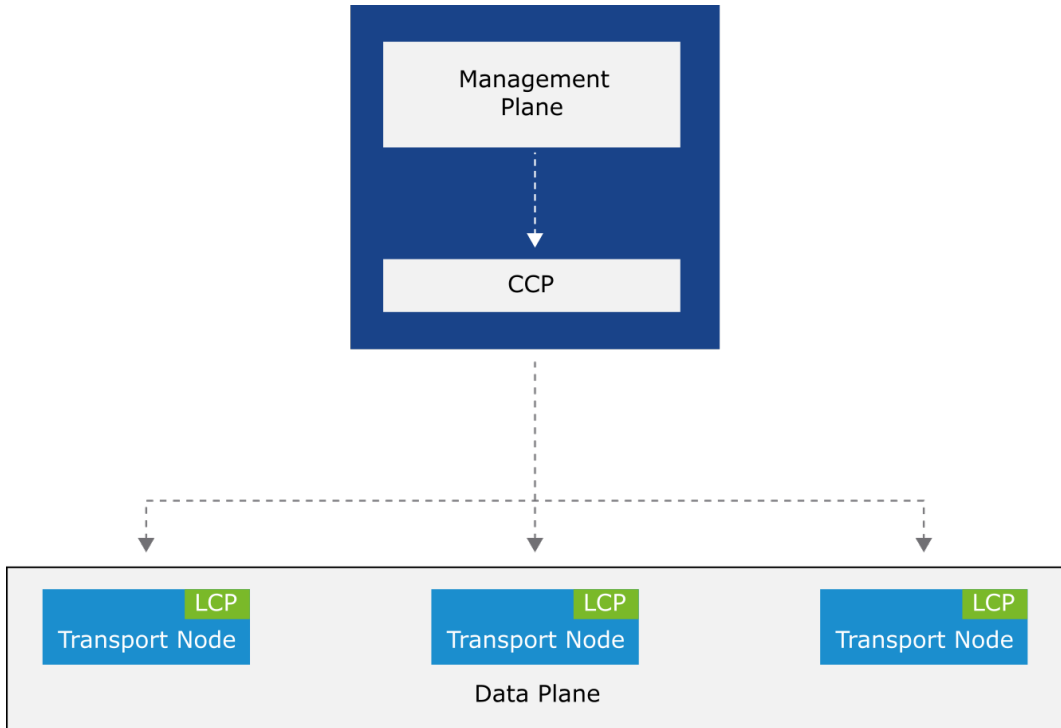 Management
Plane
CCP
LCP
Transport Node
LCP
Transport Node
LCP
Transport Node
Data Plane